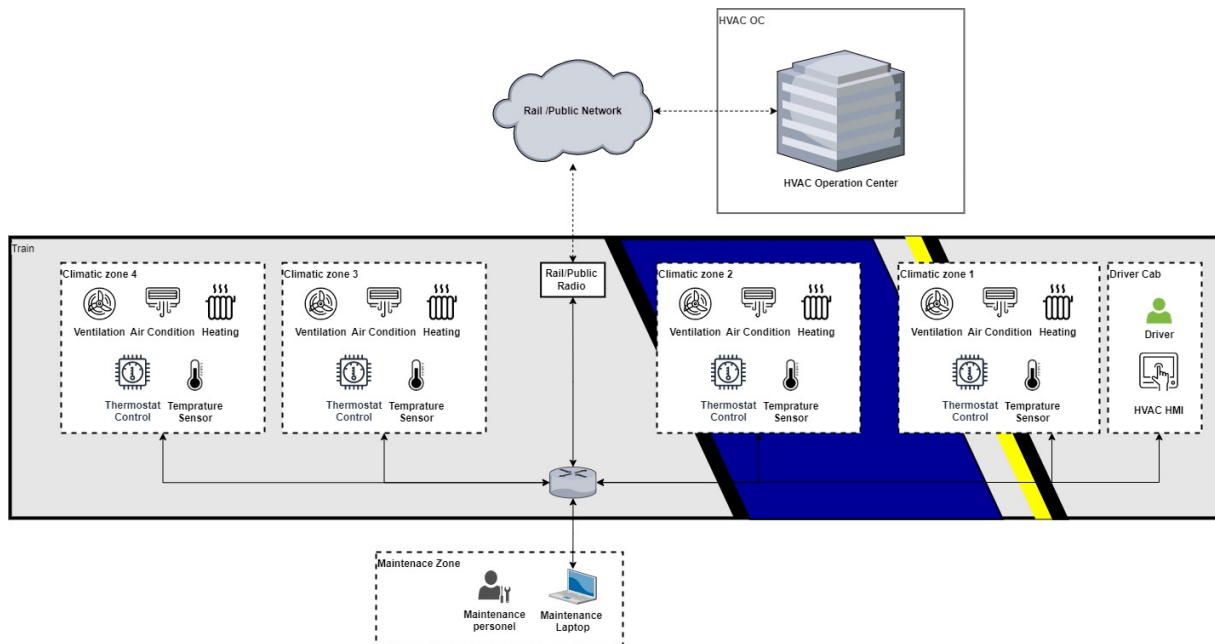 HVAC OC
Rail /Public Network
HVAC Operation Center
Train
Climatic zone 4
Ventilation Air Condition Heating
Thermostat
Control
Temprature
Sensor
Climatic zone 3
Ventilation Air Condition Heating
Thermostat
Control
Temprature
Sensor
Rail/Public
Radio
Climatic zone 2
Ventilation Air Condition Heating
Thermostat
Control
Temprature
Sensor
Climatic zone 1
Ventilation Air Condition Heating
Thermostat
Control
Temprature
Sensor
Driver Cab
Driver
HVAC HMI
Maintenace Zone
Maintenance
personel
Maintenance
Laptop